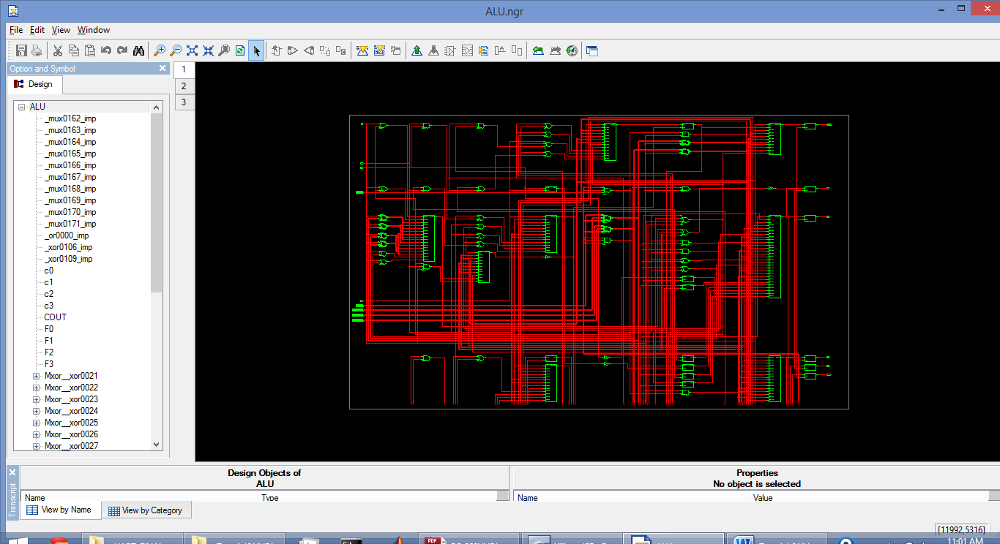 ALU.ngr
File Edit View Window
Option and Symbol
Design
1
2
3
ALU
_mux0162_imp
_mux0163_imp
_mux0164_imp
_mux0165_imp
_mux0166_imp
_mux0167_imp
_mux0168_imp
_mux0169_imp
_mux0170_imp
_mux0171_imp
_or0000_imp
_xor0106_imp
_xor0109_imp
c0
c1
c2
c3
COUT
F0
F1
F2
F3
Mxor__xor0021
Mxor__xor0022
Mxor__xor0023
Mxor__xor0024
Mxor__xor0025
Mxor__xor0026
Mxor__xor0027
Transcript
Design Objects of
ALU
Name Type
Properties
No object is selected
Name Value
View by Name View by Category
[11992,5316]
PDF
11:01 AM